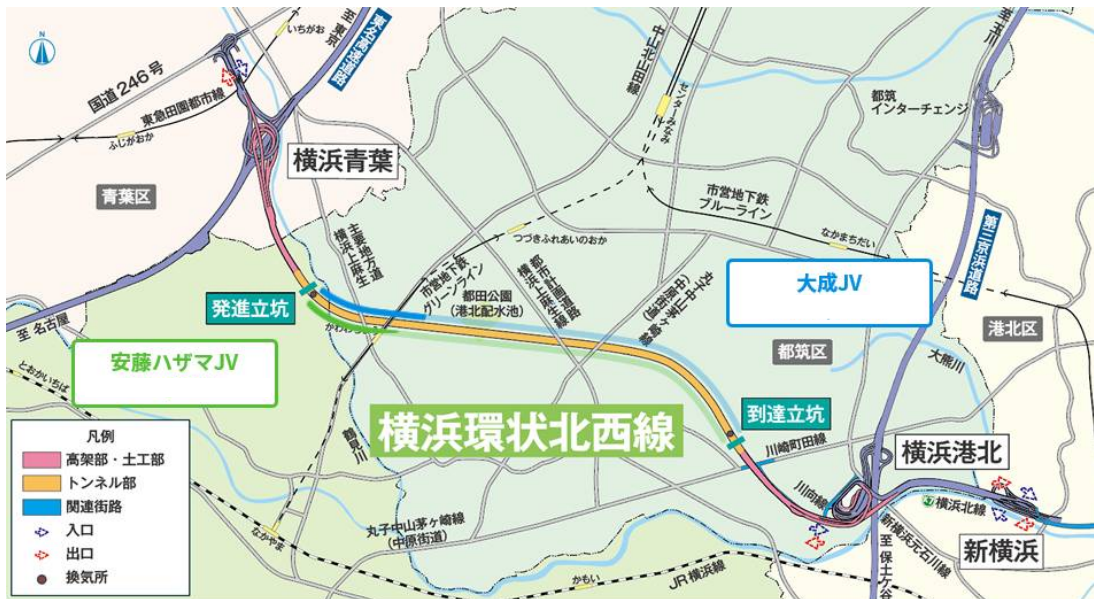 N
至東京
東名高速道路
いちがお
国道246号
東急田園都市線
ふじがおか
横浜青葉
青葉区
中山北山田線
センターみなみ
至玉川
都筑
インターチェンジ
市営地下鉄
ブルーライン
なかまちだい
第三京浜道路
主要地方道
横浜上麻生
つづきふれあいのおか
市営地下鉄
グリーンライン
都田公園
(港北配水池)
都市計画道路
横浜上麻生線
丸子中山茅ヶ崎線
(中原街道)
大成JV
発進立坑
かわわちょう
至 名古屋
安藤ハザマJV
とおかいちば
都筑区
港北区
大熊川
到達立坑
横浜環状北西線
川崎町田線
横浜港北
川向線
K7
横浜北線
新横浜
新横浜元石川線
至保土ケ谷
鶴見川
丸子中山茅ヶ崎線
(中原街道)
なかやま
かもい
JR横浜線
凡例
高架部・土工部
トンネル部
関連街路
入口
出口
換気所